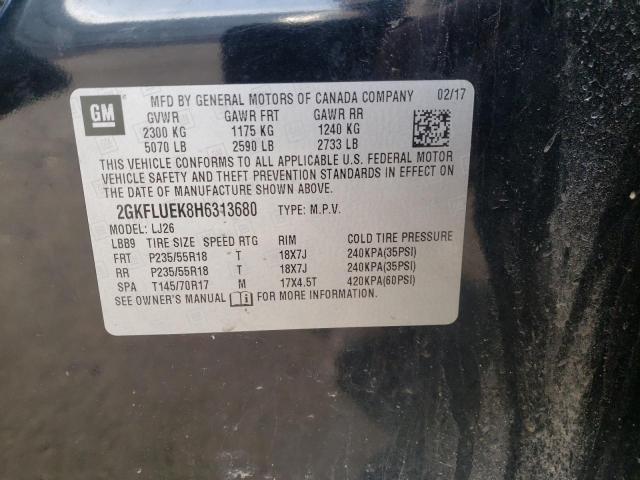 GM
MFD BY GENERAL MOTORS OF CANADA COMPANY 02/17
GVWR GAWR FRT GAWR RR
2300 KG 1175 KG 1240 KG
5070 LB 2590 LB 2733 LB
THIS VEHICLE CONFORMS TO ALL APPLICABLE U.S. FEDERAL MOTOR
VEHICLE SAFETY AND THEFT PREVENTION STANDARDS IN EFFECT ON THE
DATE OF MANUFACTURE SHOWN ABOVE.
2GKFLUEK8H6313680 TYPE: M.P.V.
MODEL: LJ26
LBB9 TIRE SIZE SPEED RTG RIM COLD TIRE PRESSURE
FRT P235/55R18 T 18X7J 240KPA(35PSI)
RR P235/55R18 T 18X7J 240KPA(35PSI)
SPA T145/70R17 M 17X4.5T 420KPA(60PSI)
SEE OWNER'S MANUAL FOR MORE INFORMATION.